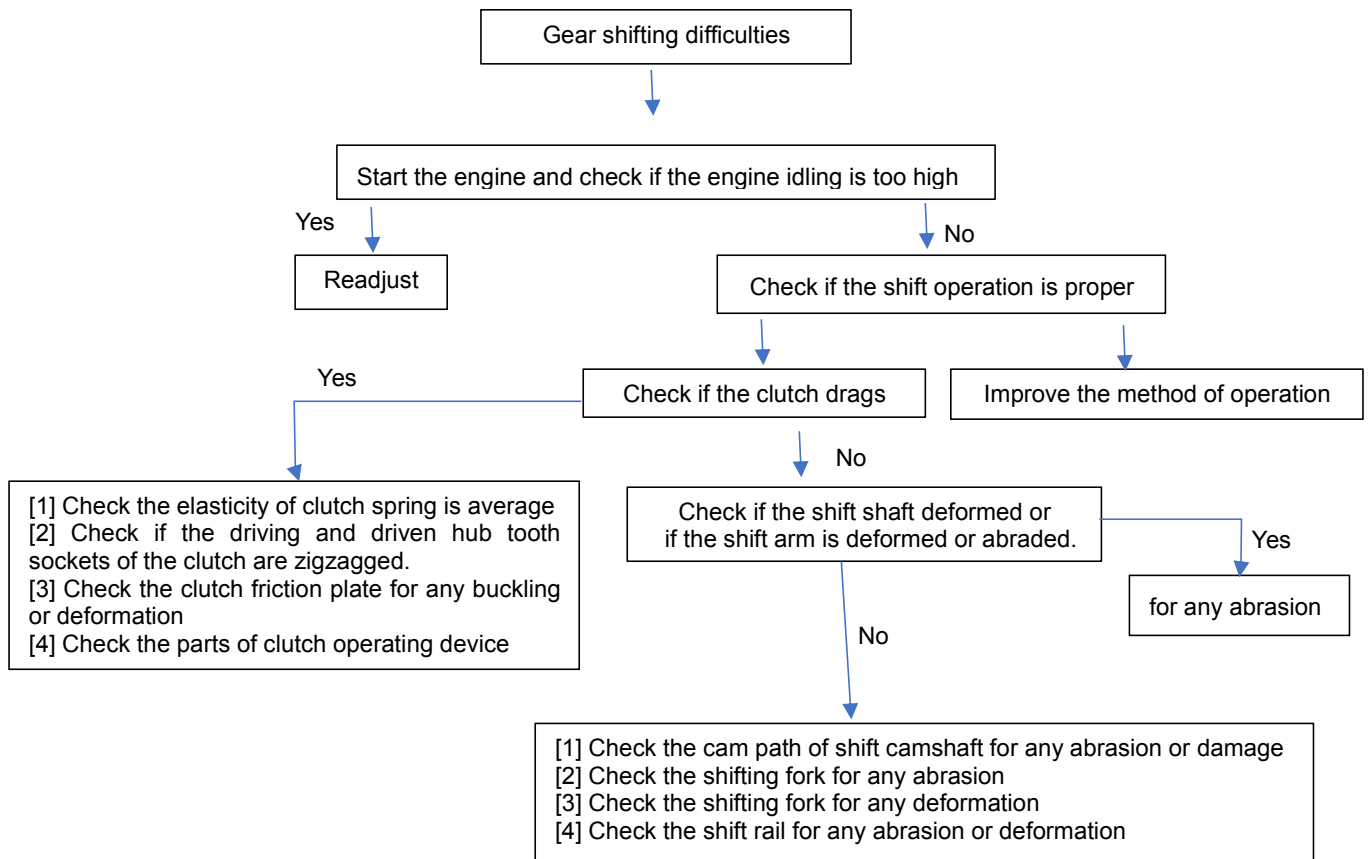 Gear shifting difficulties
Start the engine and check if the engine idling is too high
Yes
No
Readjust
Check if the shift operation is proper
Yes
Check if the clutch drags
Improve the method of operation
No
[1] Check the elasticity of clutch spring is average
[2] Check if the driving and driven hub tooth
sockets of the clutch are zigzagged.
[3] Check the clutch friction plate for any buckling
or deformation
[4] Check the parts of clutch operating device
Check if the shift shaft deformed or
if the shift arm is deformed or abraded.
Yes
for any abrasion
No
[1] Check the cam path of shift camshaft for any abrasion or damage
[2] Check the shifting fork for any abrasion
[3] Check the shifting fork for any deformation
[4] Check the shift rail for any abrasion or deformation